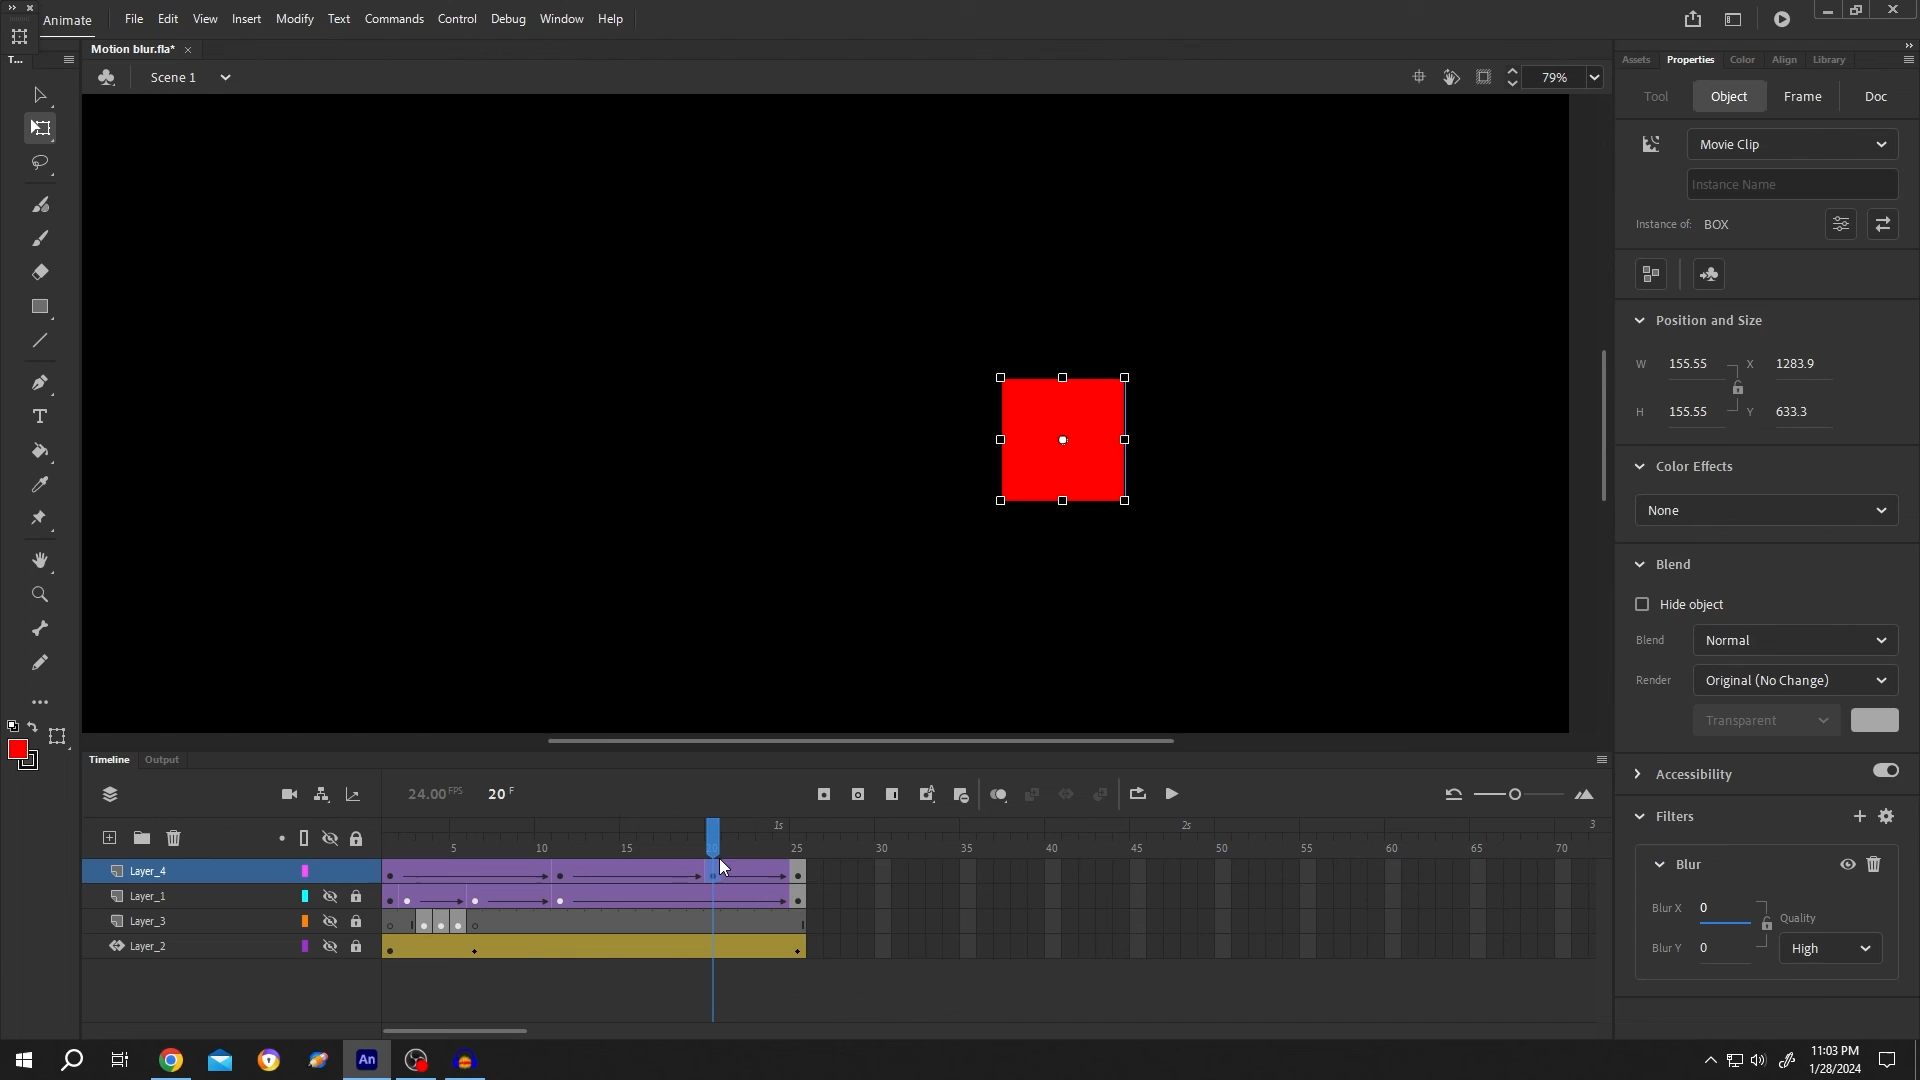 Animate File Edit View Insert Modify Text Commands Control Debug Window Help
Motion blur.fla*
T...
Scene 1
79%
Assets Properties Color Align Library
Tool Object Frame Doc
Movie Clip
Instance Name
Instance of: BOX
Position and Size
W 155.55 X 1283.9
H 155.55 Y 633.3
Color Effects
None
Blend
Hide object
Blend Normal
Render Original (No Change)
Transparent
Accessibility
Filters
Blur
Blur X 0
Quality
Blur Y 0 High
Timeline Output
24.00 FPS 20 F
1s 2s 3
5 10 15 20 25 30 35 40 45 50 55 60 65 70
Layer_4
Layer_1
Layer_3
Layer_2
An
11:03 PM
1/28/2024